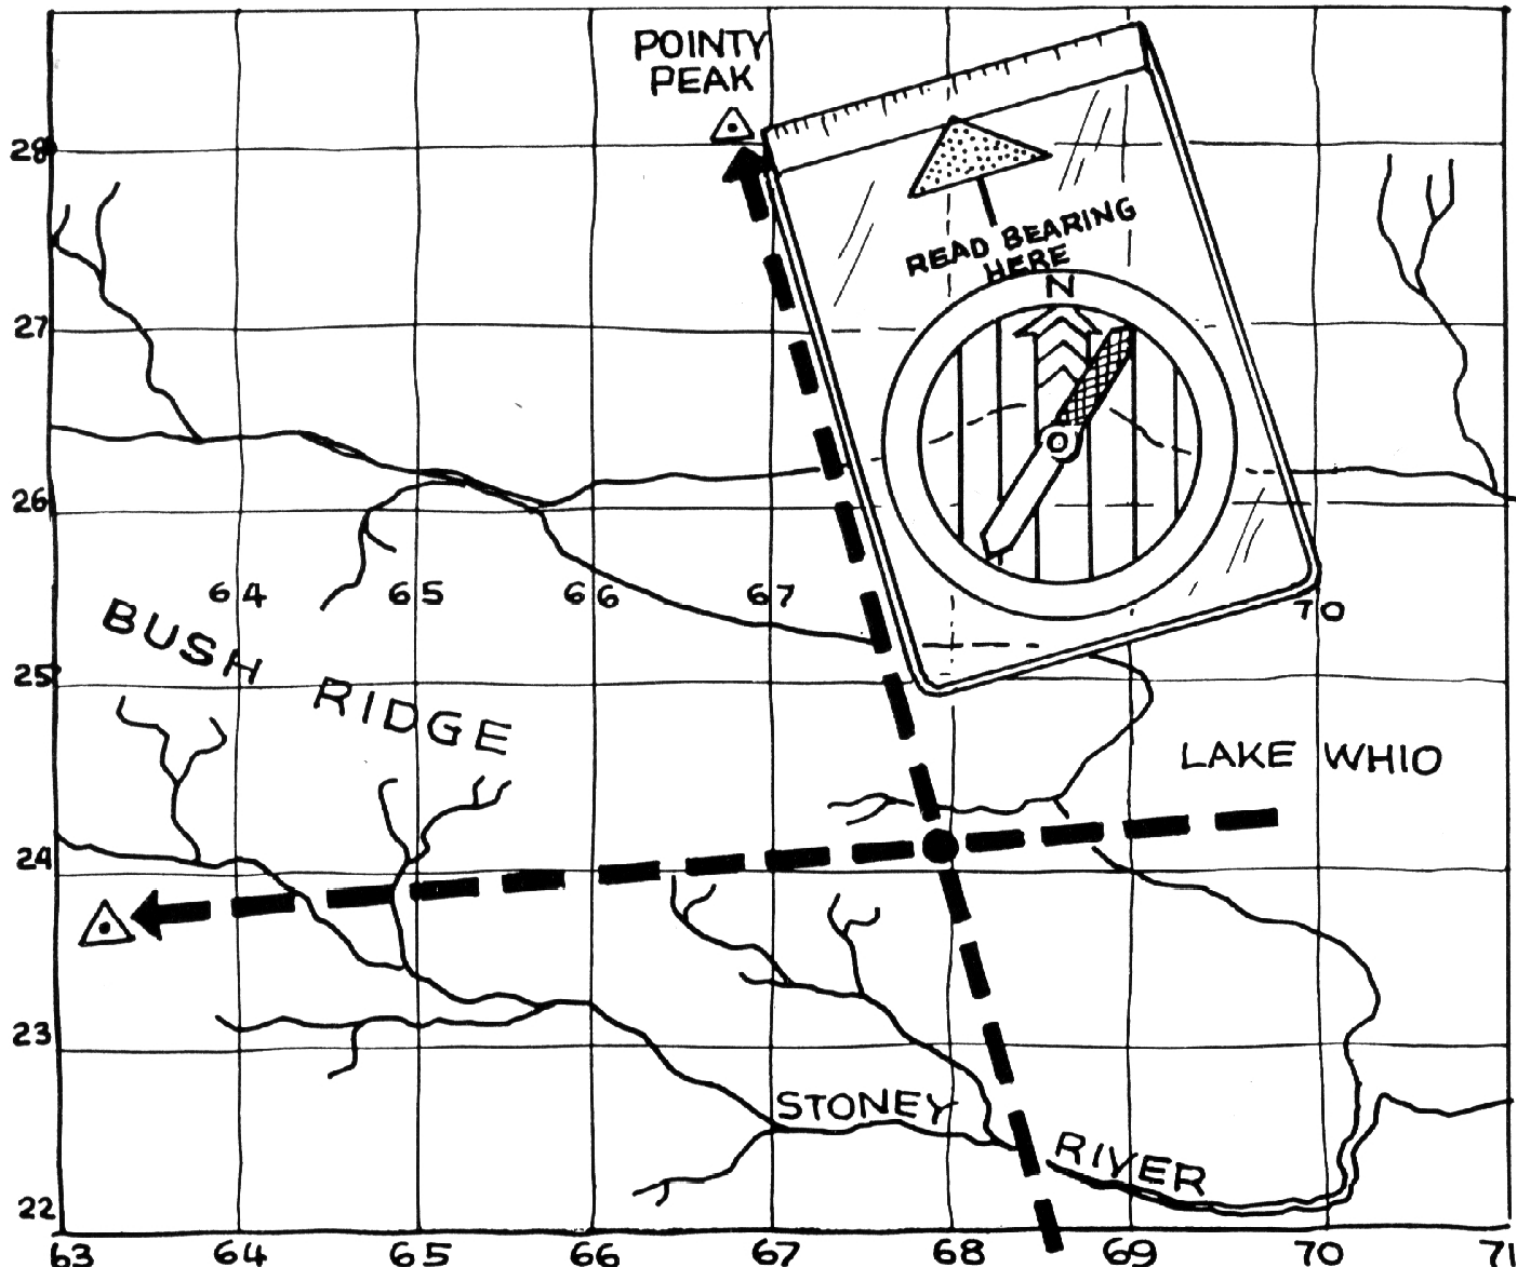 POINTY
PEAK
28
READ BEARING
HERE
N
27
26
64 65 66 67 70
BUSH RIDGE
25
LAKE WHIO
24
23
STONEY RIVER
22
63 64 65 66 67 68 69 70 71